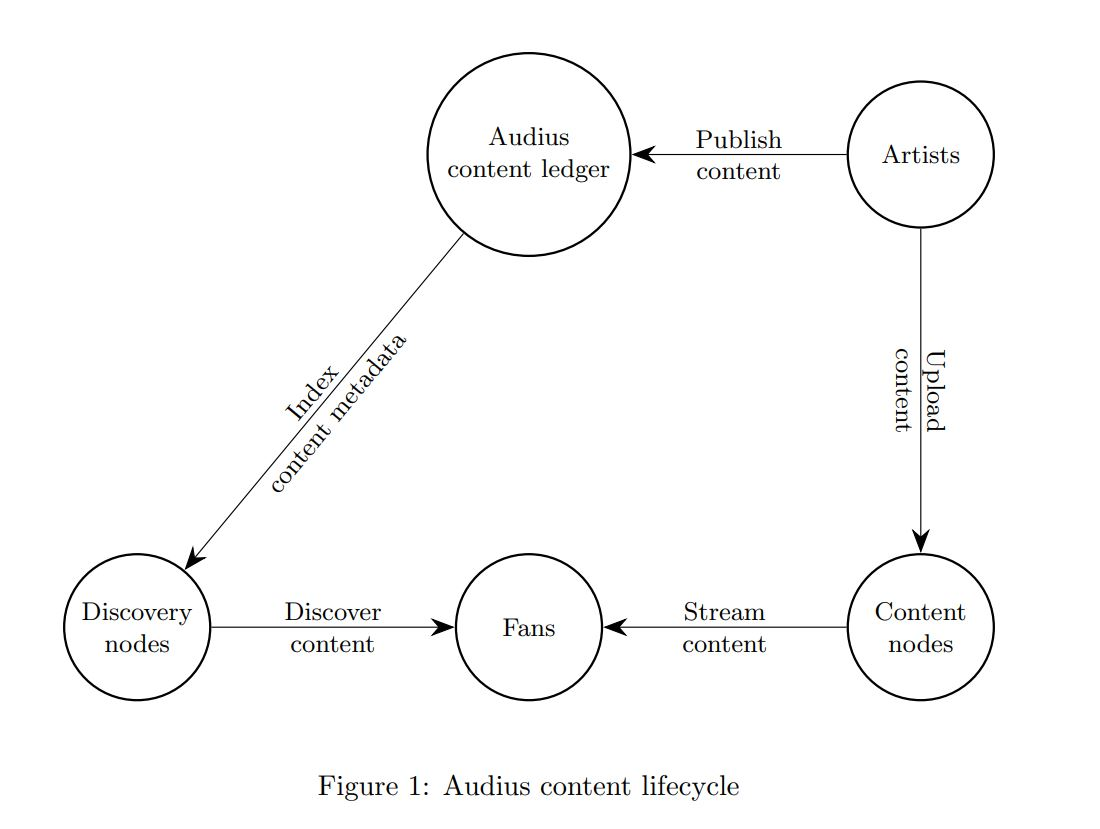 Audius
content ledger
Publish
content
Artists
Index
content metadata
Upload
content
Discovery
nodes
Discover
content
Fans
Stream
content
Content
nodes
Figure 1: Audius content lifecycle